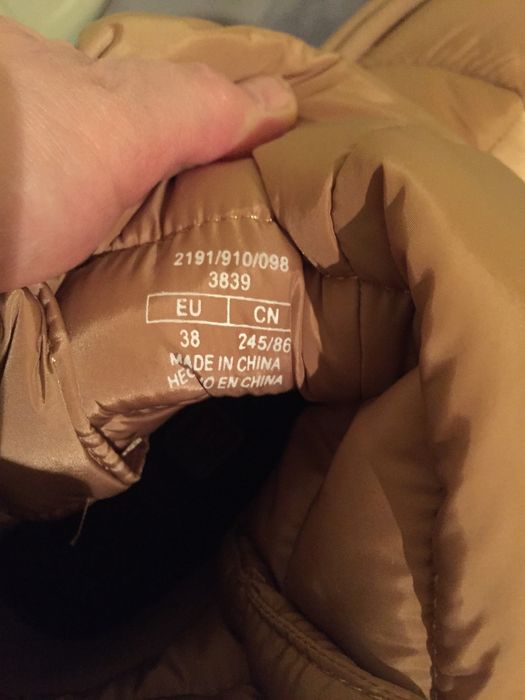 2191/910/098
3839
EU CN
38 245/86
MADE IN CHINA
EN CHINA